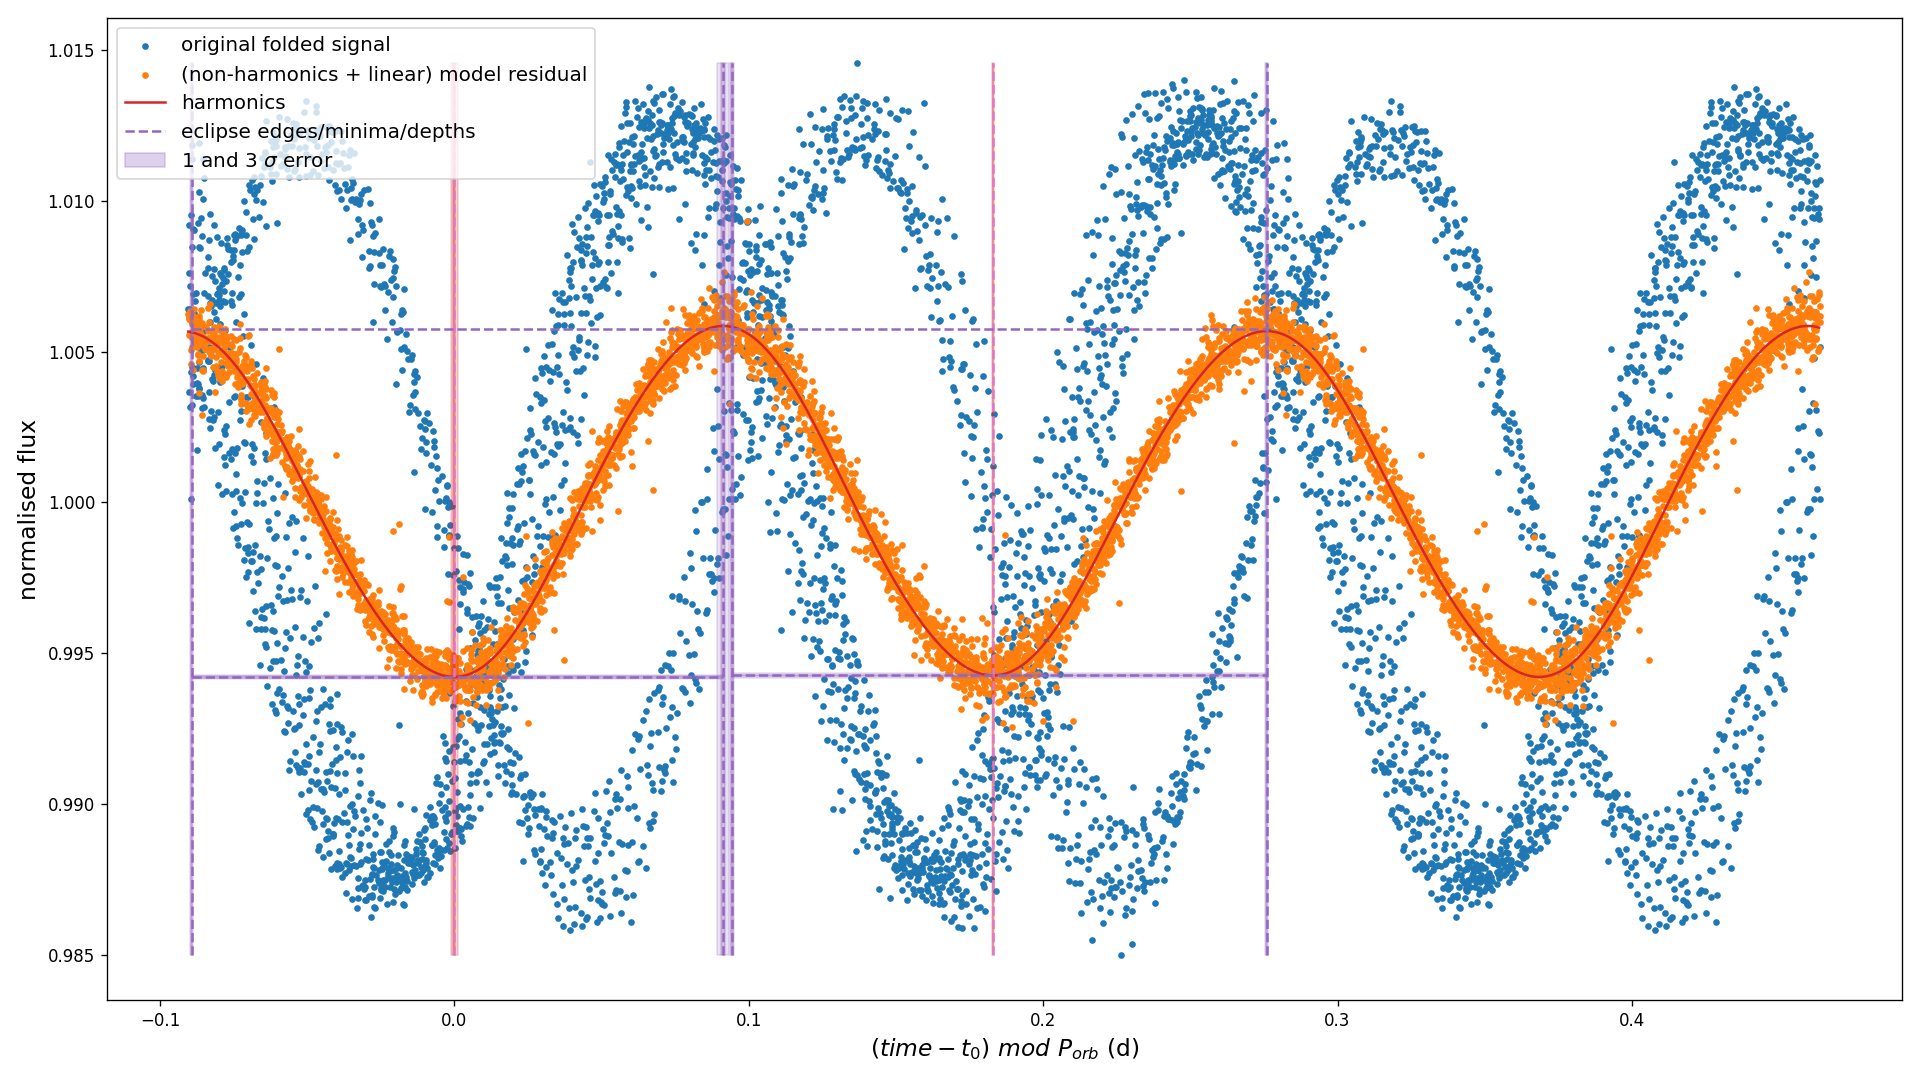 1.015
1.010
1.005
1.000
0.995
0.990
0.985
normalised flux
original folded signal
(non-harmonics + linear) model residual
harmonics
eclipse edges/minima/depths
1 and 3 σ error
−0.1 0.0 0.1 0.2 0.3 0.4
(time − t₀) mod Pₒᵣb (d)